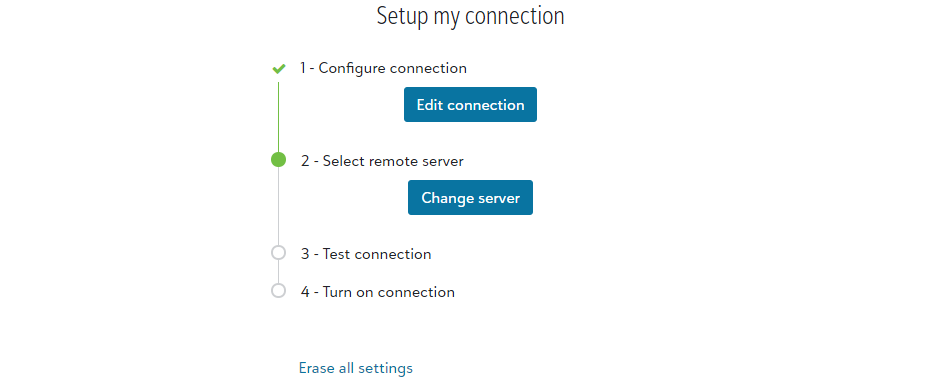 Setup my connection
1 - Configure connection
Edit connection
2 - Select remote server
Change server
3 - Test connection
4 - Turn on connection
Erase all settings